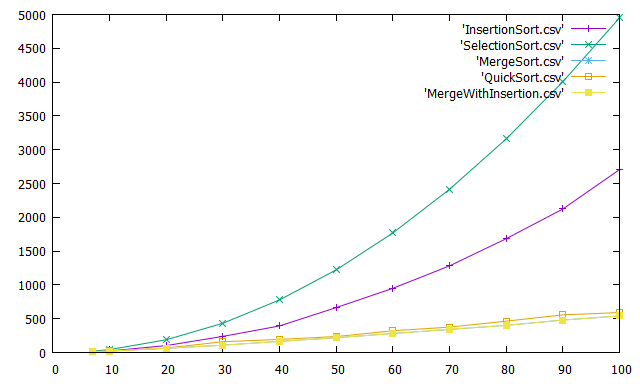 5000
4500
4000
3500
3000
2500
2000
1500
1000
500
0
'InsertionSort.csv'
'SelectionSort.csv'
'MergeSort.csv'
'QuickSort.csv'
'MergeWithInsertion.csv'
0 10 20 30 40 50 60 70 80 90 100